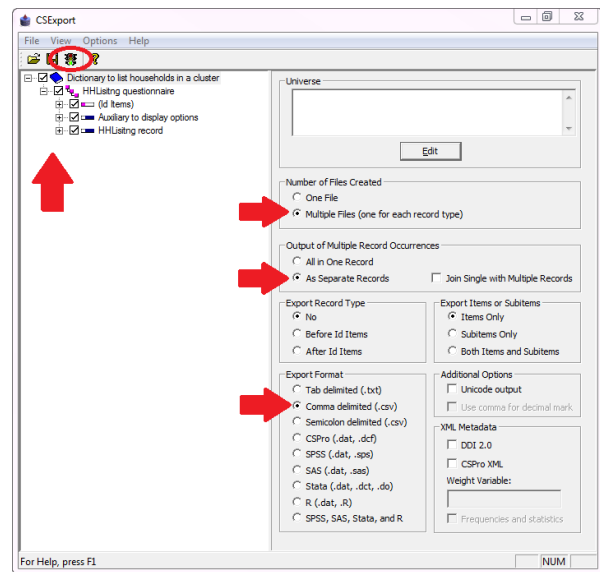 CSExport
File View Options Help
Dictionary to list households in a cluster
HHLisitng questionnaire
(Id Items)
Auxiliary to display options
HHLisitng record
Universe
Edit
Number of Files Created
One File
Multiple Files (one for each record type)
Output of Multiple Record Occurrences
All in One Record
As Separate Records
Join Single with Multiple Records
Export Record Type
No
Before Id Items
After Id Items
Export Items or Subitems
Items Only
Subitems Only
Both Items and Subitems
Export Format
Tab delimited (.txt)
Comma delimited (.csv)
Semicolon delimited (.csv)
CSPro (.dat, .dcf)
SPSS (.dat, .sps)
SAS (.dat, .sas)
Stata (.dat, .dct, .do)
R (.dat, .R)
SPSS, SAS, Stata, and R
Additional Options
Unicode output
Use comma for decimal mark
XML Metadata
DDI 2.0
CSPro XML
Weight Variable:
Frequencies and statistics
For Help, press F1
NUM